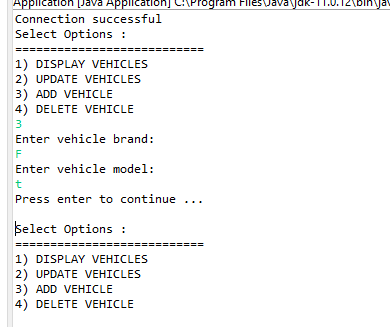 Application [Java Application] C:\Program Files\Java\jdk-11.0.12\bin\jav
Connection successful
Select Options :
==========================
1) DISPLAY VEHICLES
2) UPDATE VEHICLES
3) ADD VEHICLE
4) DELETE VEHICLE
3
Enter vehicle brand:
F
Enter vehicle model:
t
Press enter to continue ...
Select Options :
==========================
1) DISPLAY VEHICLES
2) UPDATE VEHICLES
3) ADD VEHICLE
4) DELETE VEHICLE